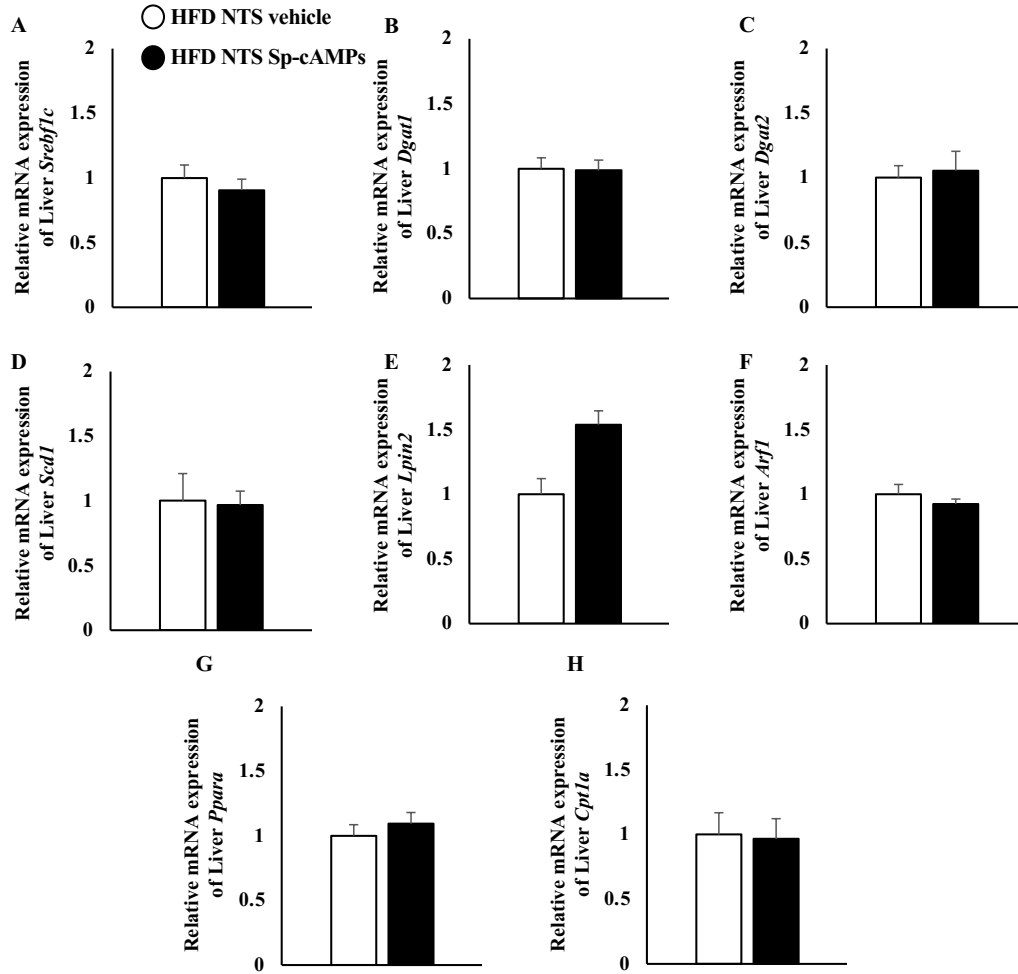 HFD NTS vehicle
HFD NTS Sp-cAMPs
A
Relative mRNA expression
of Liver Srebf1c
2
1.5
1
0.5
0
B
Relative mRNA expression
of Liver Dgat1
2
1.5
1
0.5
0
C
Relative mRNA expression
of Liver Dgat2
2
1.5
1
0.5
0
D
Relative mRNA expression
of Liver Scd1
2
1.5
1
0.5
0
E
Relative mRNA expression
of Liver Lpin2
2
1.5
1
0.5
0
F
Relative mRNA expression
of Liver Arf1
2
1.5
1
0.5
0
G
Relative mRNA expression
of Liver Ppara
2
1.5
1
0.5
0
H
Relative mRNA expression
of Liver Cpt1a
2
1.5
1
0.5
0